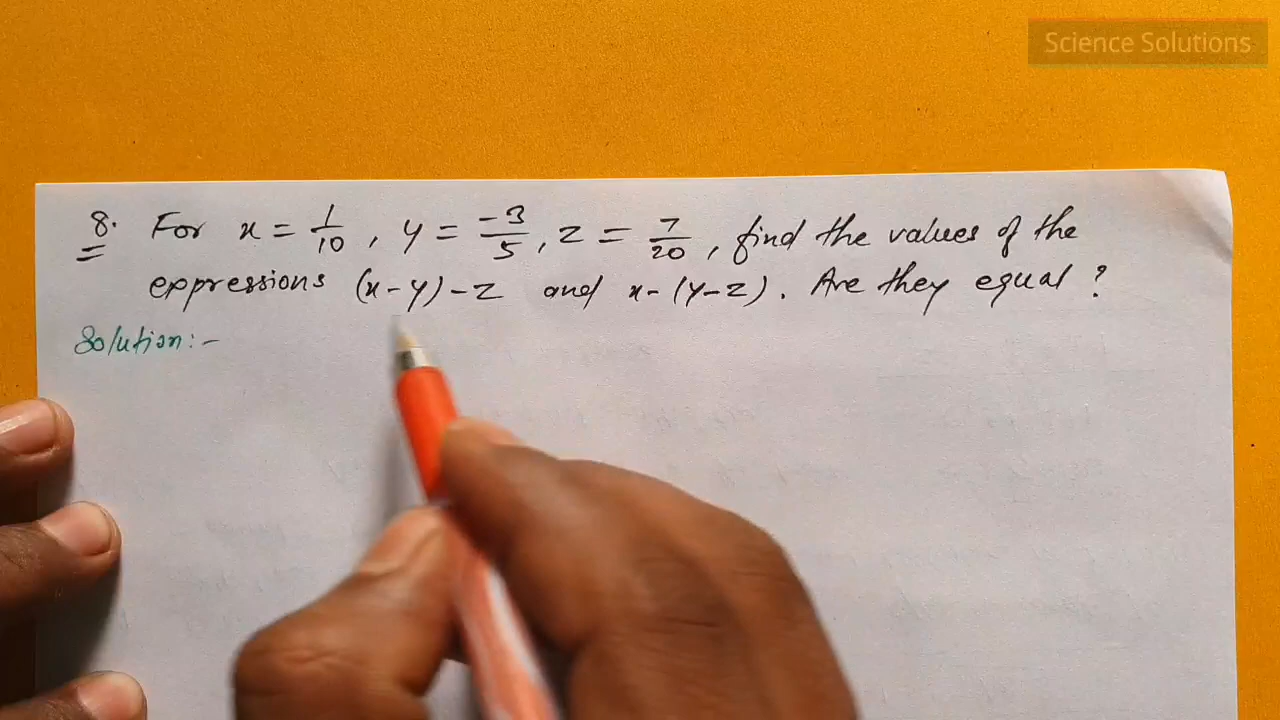 Science Solutions
8. For x = 1/10, y = -3/5, z = 7/20, find the values of the
expressions (x-y)-z and x-(y-z). Are they equal?
Solution:-